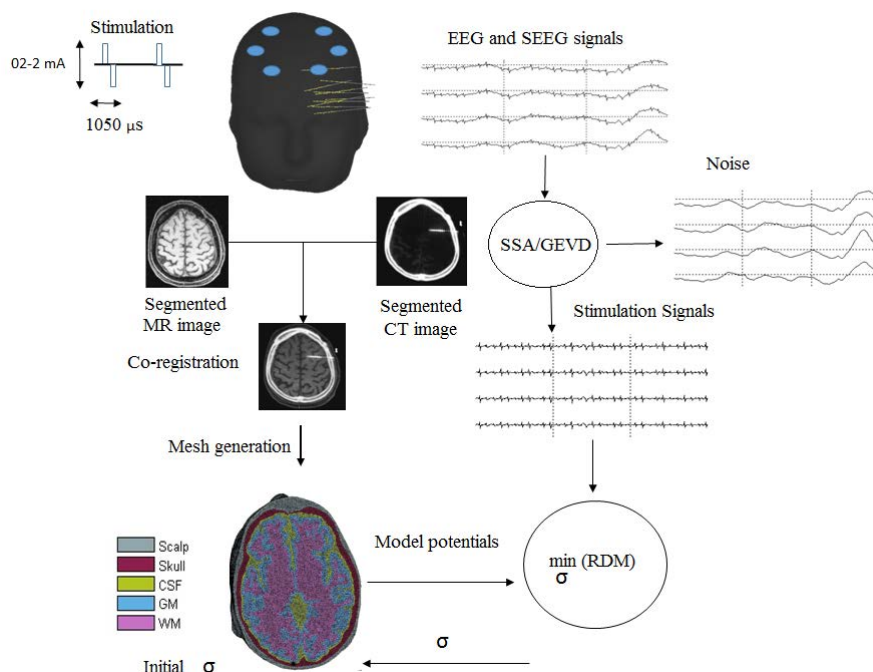 Stimulation
02-2 mA
1050 μs
EEG and SEEG signals
Noise
SSA/GEVD
Segmented
MR image
Segmented
CT image
Stimulation Signals
Co-registration
Mesh generation
Scalp
Skull
CSF
GM
WM
Model potentials
min (RDM)
σ
σ
Initial σ